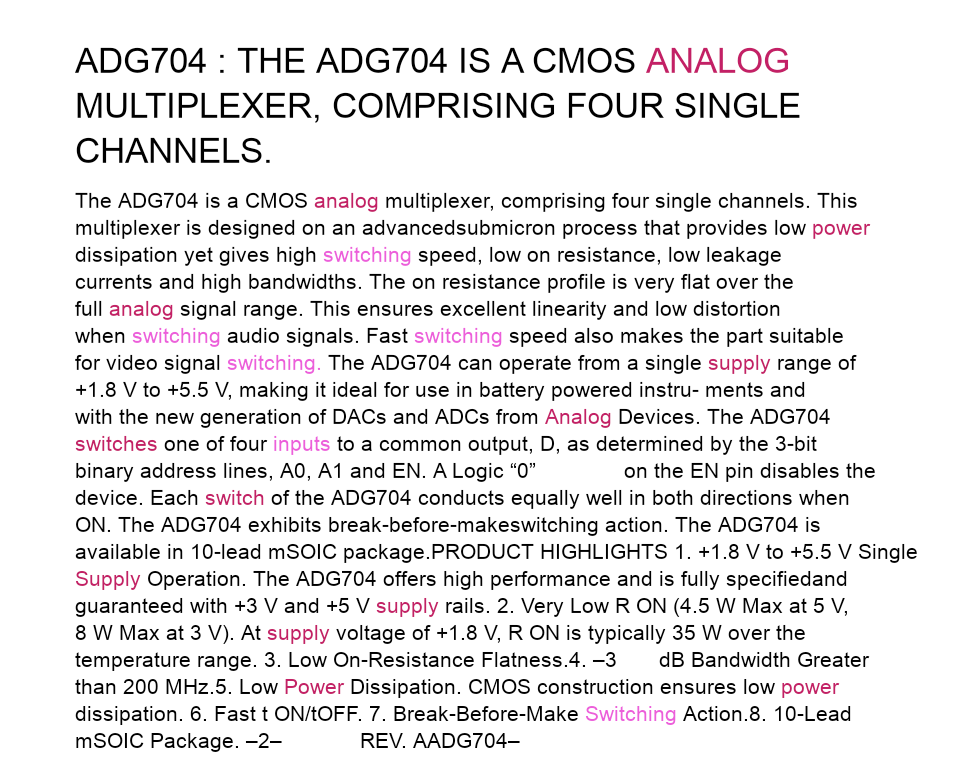 ADG704 : THE ADG704 IS A CMOS ANALOG
MULTIPLEXER, COMPRISING FOUR SINGLE
CHANNELS.
The ADG704 is a CMOS analog multiplexer, comprising four single channels. This
multiplexer is designed on an advancedsubmicron process that provides low power
dissipation yet gives high switching speed, low on resistance, low leakage
currents and high bandwidths. The on resistance profile is very flat over the
full analog signal range. This ensures excellent linearity and low distortion
when switching audio signals. Fast switching speed also makes the part suitable
for video signal switching. The ADG704 can operate from a single supply range of
+1.8 V to +5.5 V, making it ideal for use in battery powered instru- ments and
with the new generation of DACs and ADCs from Analog Devices. The ADG704
switches one of four inputs to a common output, D, as determined by the 3-bit
binary address lines, A0, A1 and EN. A Logic “0” on the EN pin disables the
device. Each switch of the ADG704 conducts equally well in both directions when
ON. The ADG704 exhibits break-before-makeswitching action. The ADG704 is
available in 10-lead mSOIC package.PRODUCT HIGHLIGHTS 1. +1.8 V to +5.5 V Single
Supply Operation. The ADG704 offers high performance and is fully specifiedand
guaranteed with +3 V and +5 V supply rails. 2. Very Low R ON (4.5 W Max at 5 V,
8 W Max at 3 V). At supply voltage of +1.8 V, R ON is typically 35 W over the
temperature range. 3. Low On-Resistance Flatness.4. –3 dB Bandwidth Greater
than 200 MHz.5. Low Power Dissipation. CMOS construction ensures low power
dissipation. 6. Fast t ON/tOFF. 7. Break-Before-Make Switching Action.8. 10-Lead
mSOIC Package. –2– REV. AADG704–